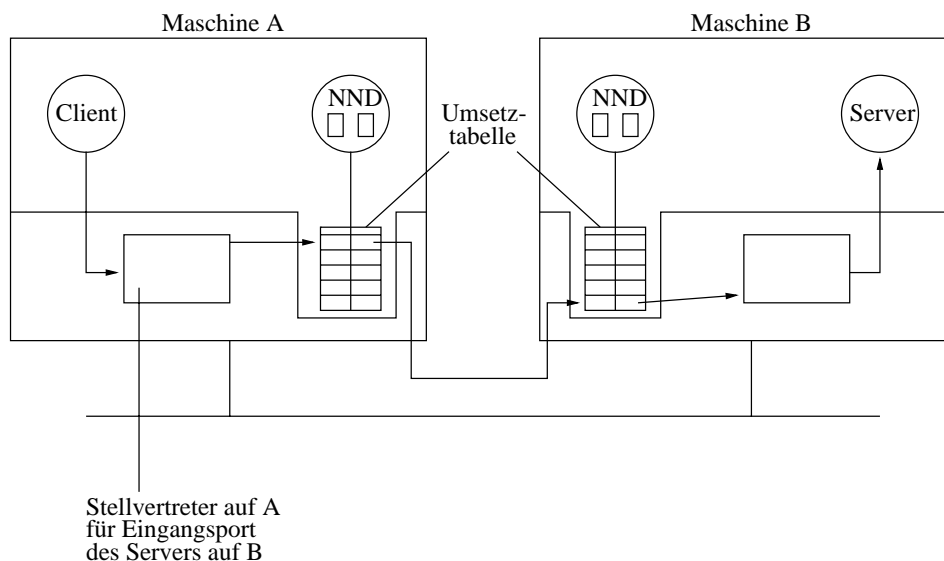 Maschine A
Maschine B
Client
NND
Umsetz-
tabelle
NND
Server
Stellvertreter auf A
für Eingangsport
des Servers auf B